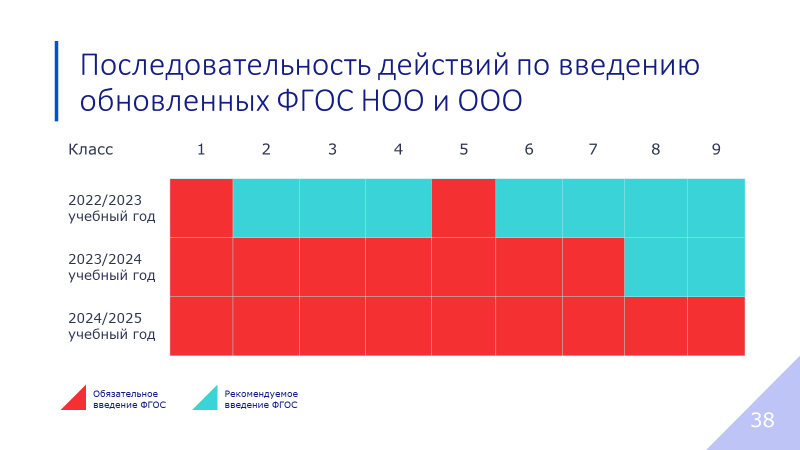 Последовательность действий по введению
обновленных ФГОС НОО и ООО
Класс 1 2 3 4 5 6 7 8 9
2022/2023
учебный год
2023/2024
учебный год
2024/2025
учебный год
Обязательное
введение ФГОС
Рекомендуемое
введение ФГОС
38